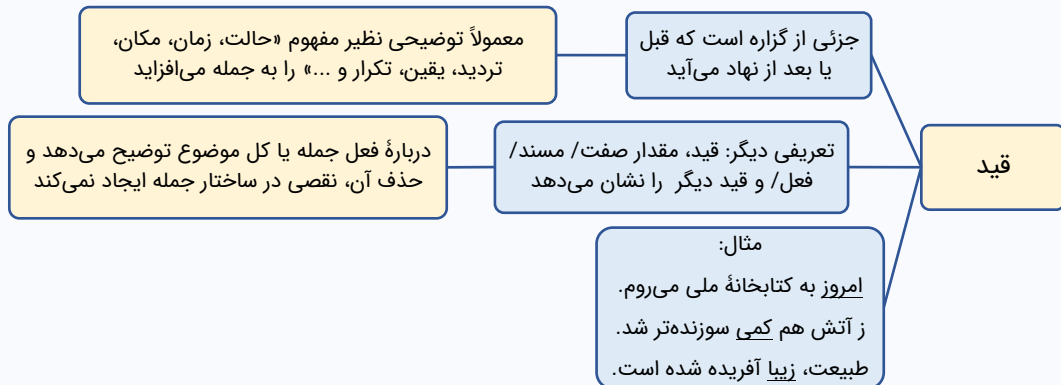 قید
جزئی از گزاره است که قبل
یا بعد از نهاد می‌آید
معمولاً توضیحی نظیر مفهوم «حالت، زمان، مکان،
تردید، یقین، تکرار و ...» را به جمله می‌افزاید
تعریفی دیگر: قید، مقدار صفت/ مسند/
فعل/ و قید دیگر را نشان می‌دهد
دربارهٔ فعل جمله یا کل موضوع توضیح می‌دهد و
حذف آن، نقصی در ساختار جمله ایجاد نمی‌کند
مثال:
امروز به کتابخانهٔ ملی می‌روم.
ز آتش هم کمی سوزنده‌تر شد.
طبیعت، زیبا آفریده شده است.